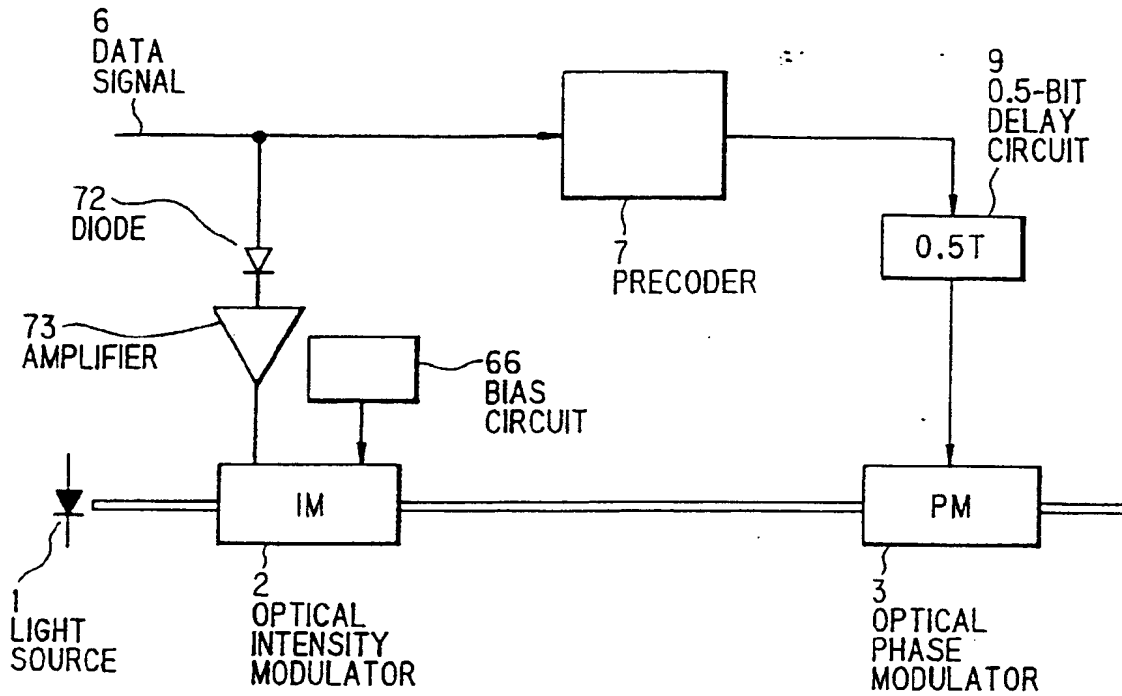 6
DATA
SIGNAL
9
0.5-BIT
DELAY
CIRCUIT
72
DIODE
7
PRECODER
0.5T
73
AMPLIFIER
66
BIAS
CIRCUIT
IM
PM
1
LIGHT
SOURCE
2
OPTICAL
INTENSITY
MODULATOR
3
OPTICAL
PHASE
MODULATOR